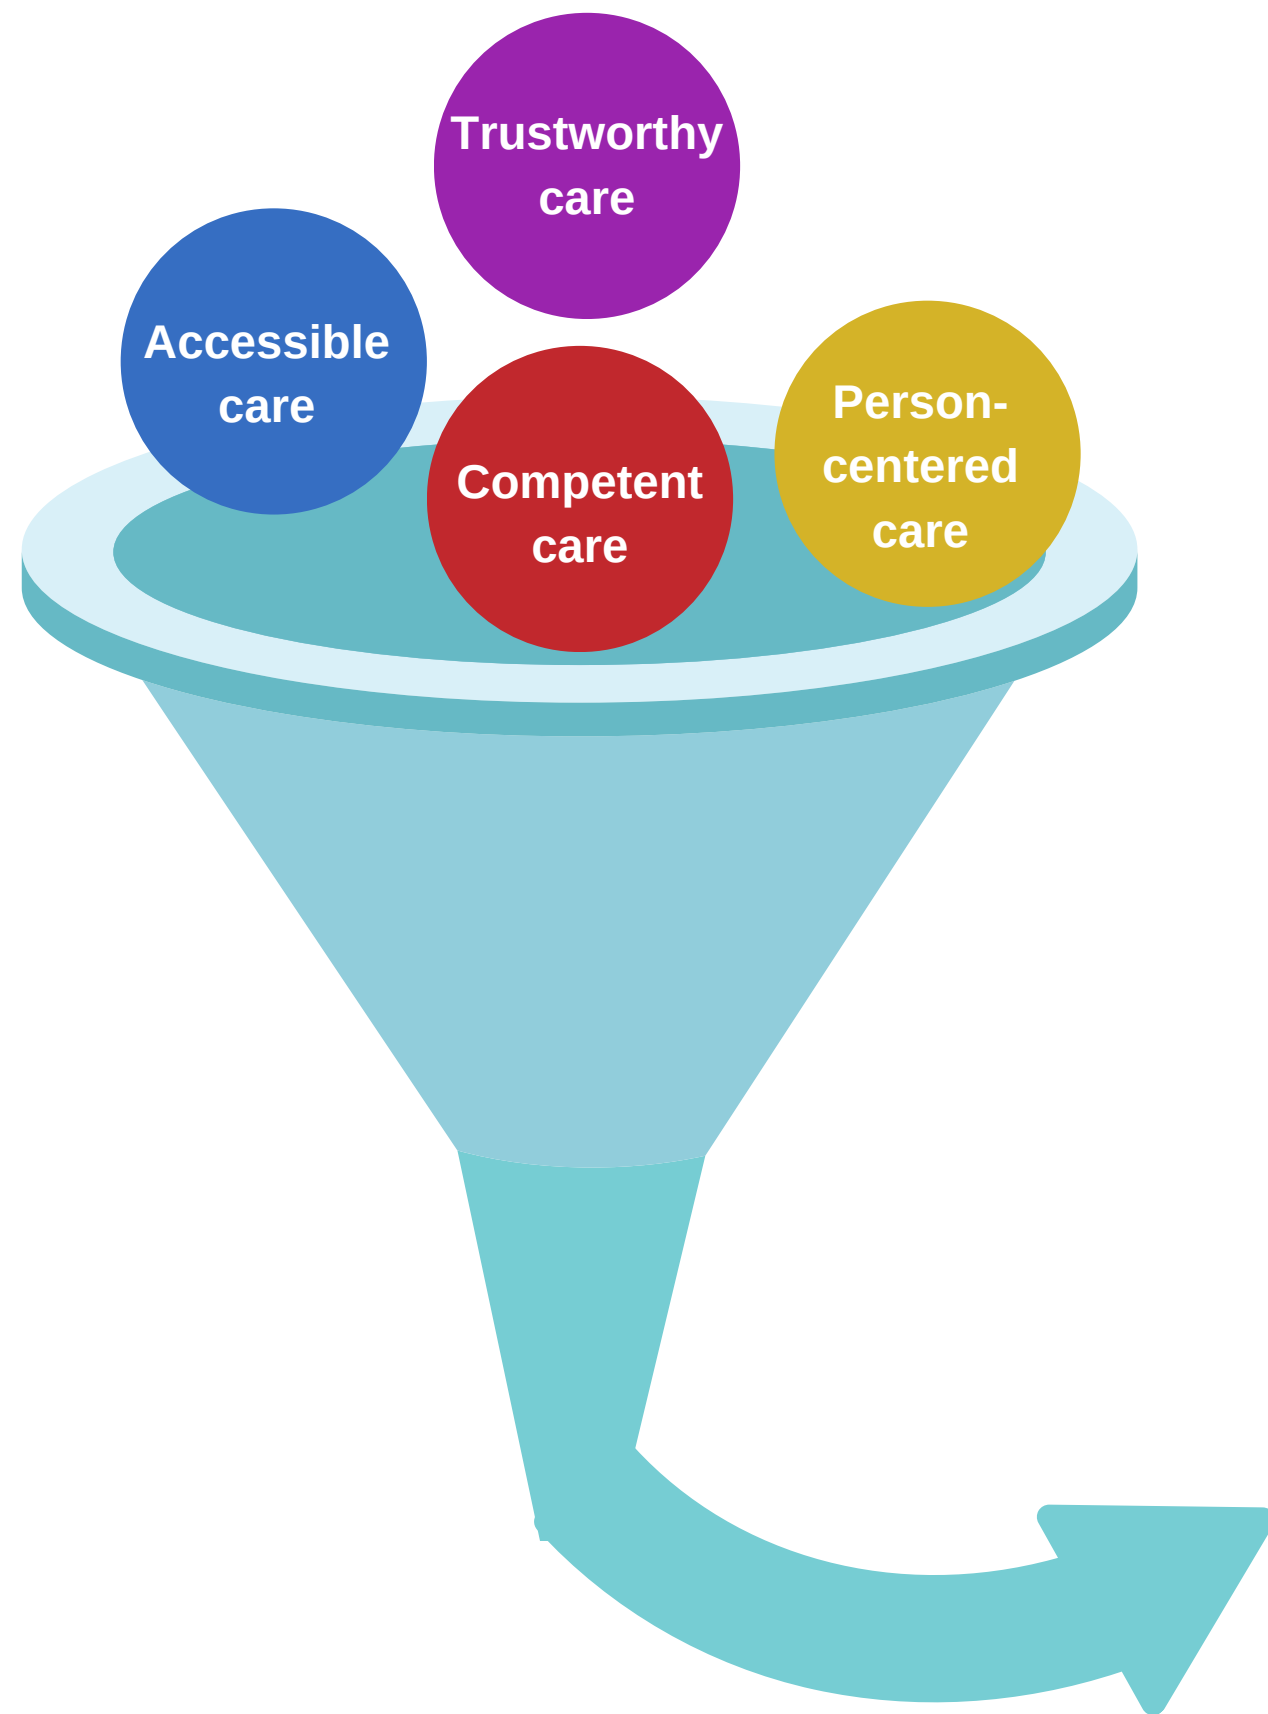 Trustworthy
care
Accessible
care
Competent
care
Person-
centered
care